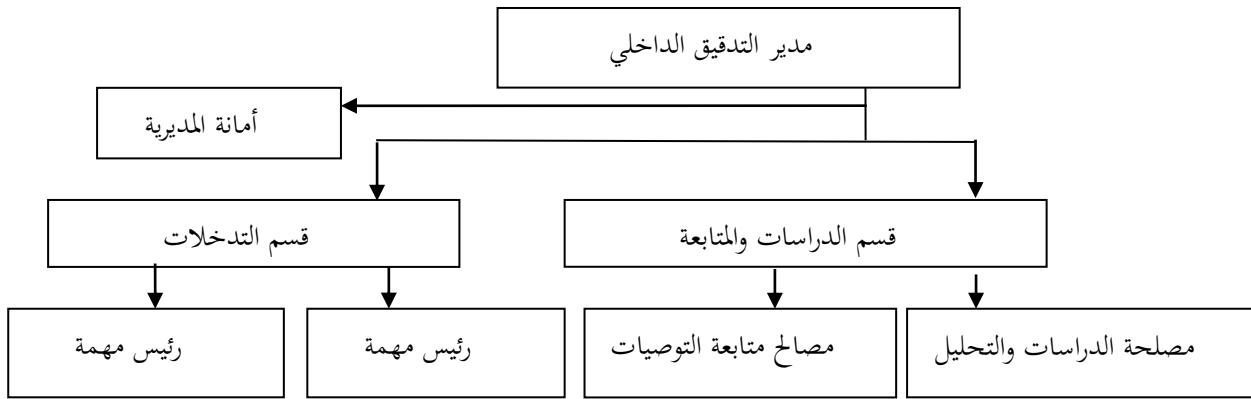 مدير التدقيق الداخلي
أمانة المديرية
قسم الدراسات والمتابعة
قسم التدخلات
مصلحة الدراسات والتحليل
مصالح متابعة التوصيات
رئيس مهمة
رئيس مهمة